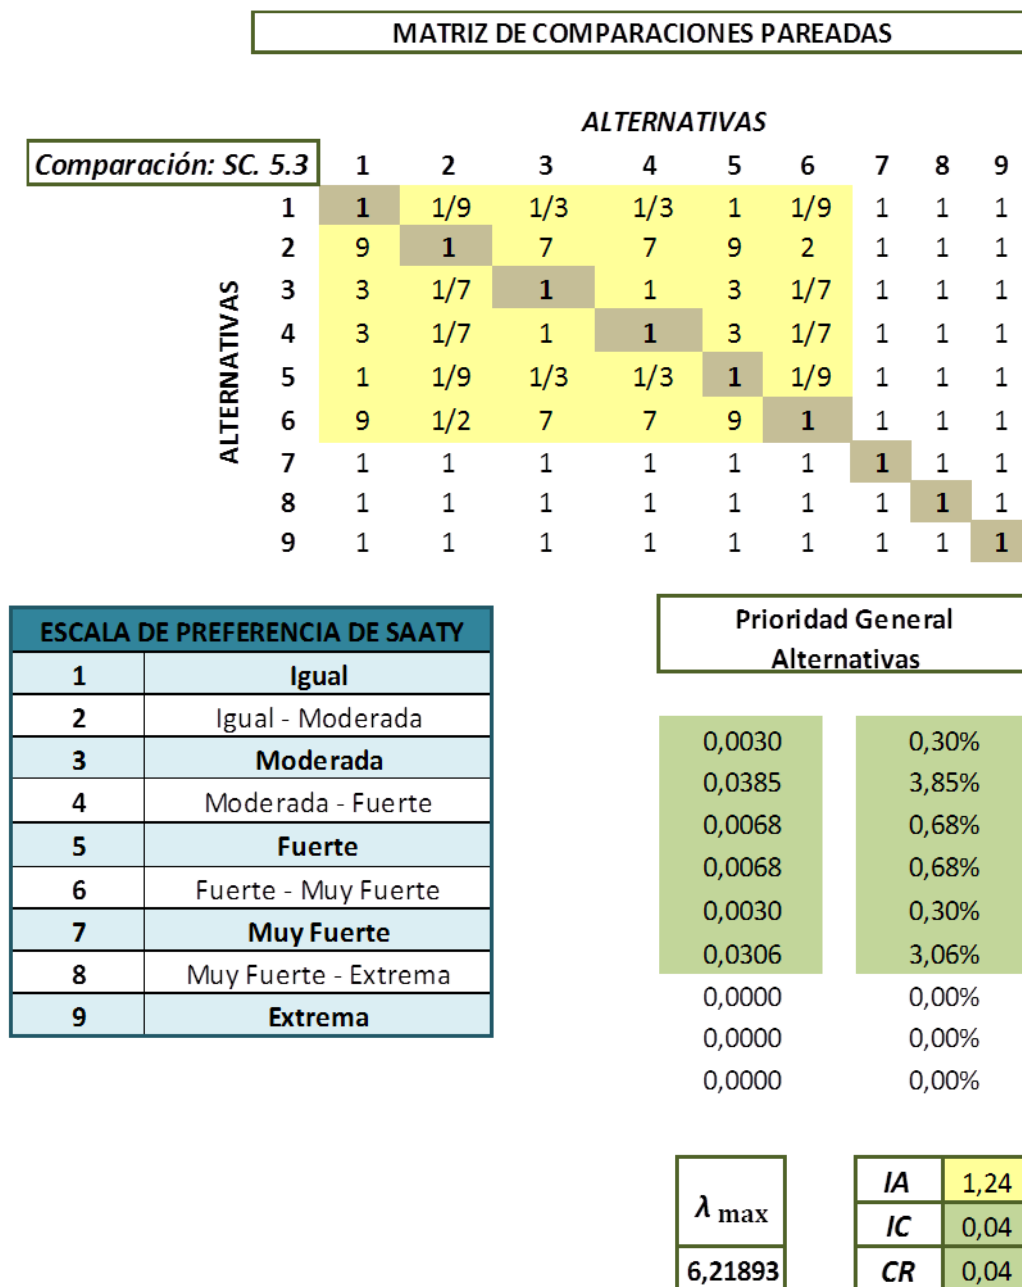 MATRIZ DE COMPARACIONES PAREADAS
ALTERNATIVAS
Comparación: SC. 5.3 1 2 3 4 5 6 7 8 9
ALTERNATIVAS
1 1 1/9 1/3 1/3 1 1/9 1 1 1
2 9 1 7 7 9 2 1 1 1
3 3 1/7 1 1 3 1/7 1 1 1
4 3 1/7 1 1 3 1/7 1 1 1
5 1 1/9 1/3 1/3 1 1/9 1 1 1
6 9 1/2 7 7 9 1 1 1 1
7 1 1 1 1 1 1 1 1 1
8 1 1 1 1 1 1 1 1 1
9 1 1 1 1 1 1 1 1 1
ESCALA DE PREFERENCIA DE SAATY
1 Igual
2 Igual - Moderada
3 Moderada
4 Moderada - Fuerte
5 Fuerte
6 Fuerte - Muy Fuerte
7 Muy Fuerte
8 Muy Fuerte - Extrema
9 Extrema
Prioridad General
Alternativas
0,0030 0,30%
0,0385 3,85%
0,0068 0,68%
0,0068 0,68%
0,0030 0,30%
0,0306 3,06%
0,0000 0,00%
0,0000 0,00%
0,0000 0,00%
λ max
6,21893
IA 1,24
IC 0,04
CR 0,04